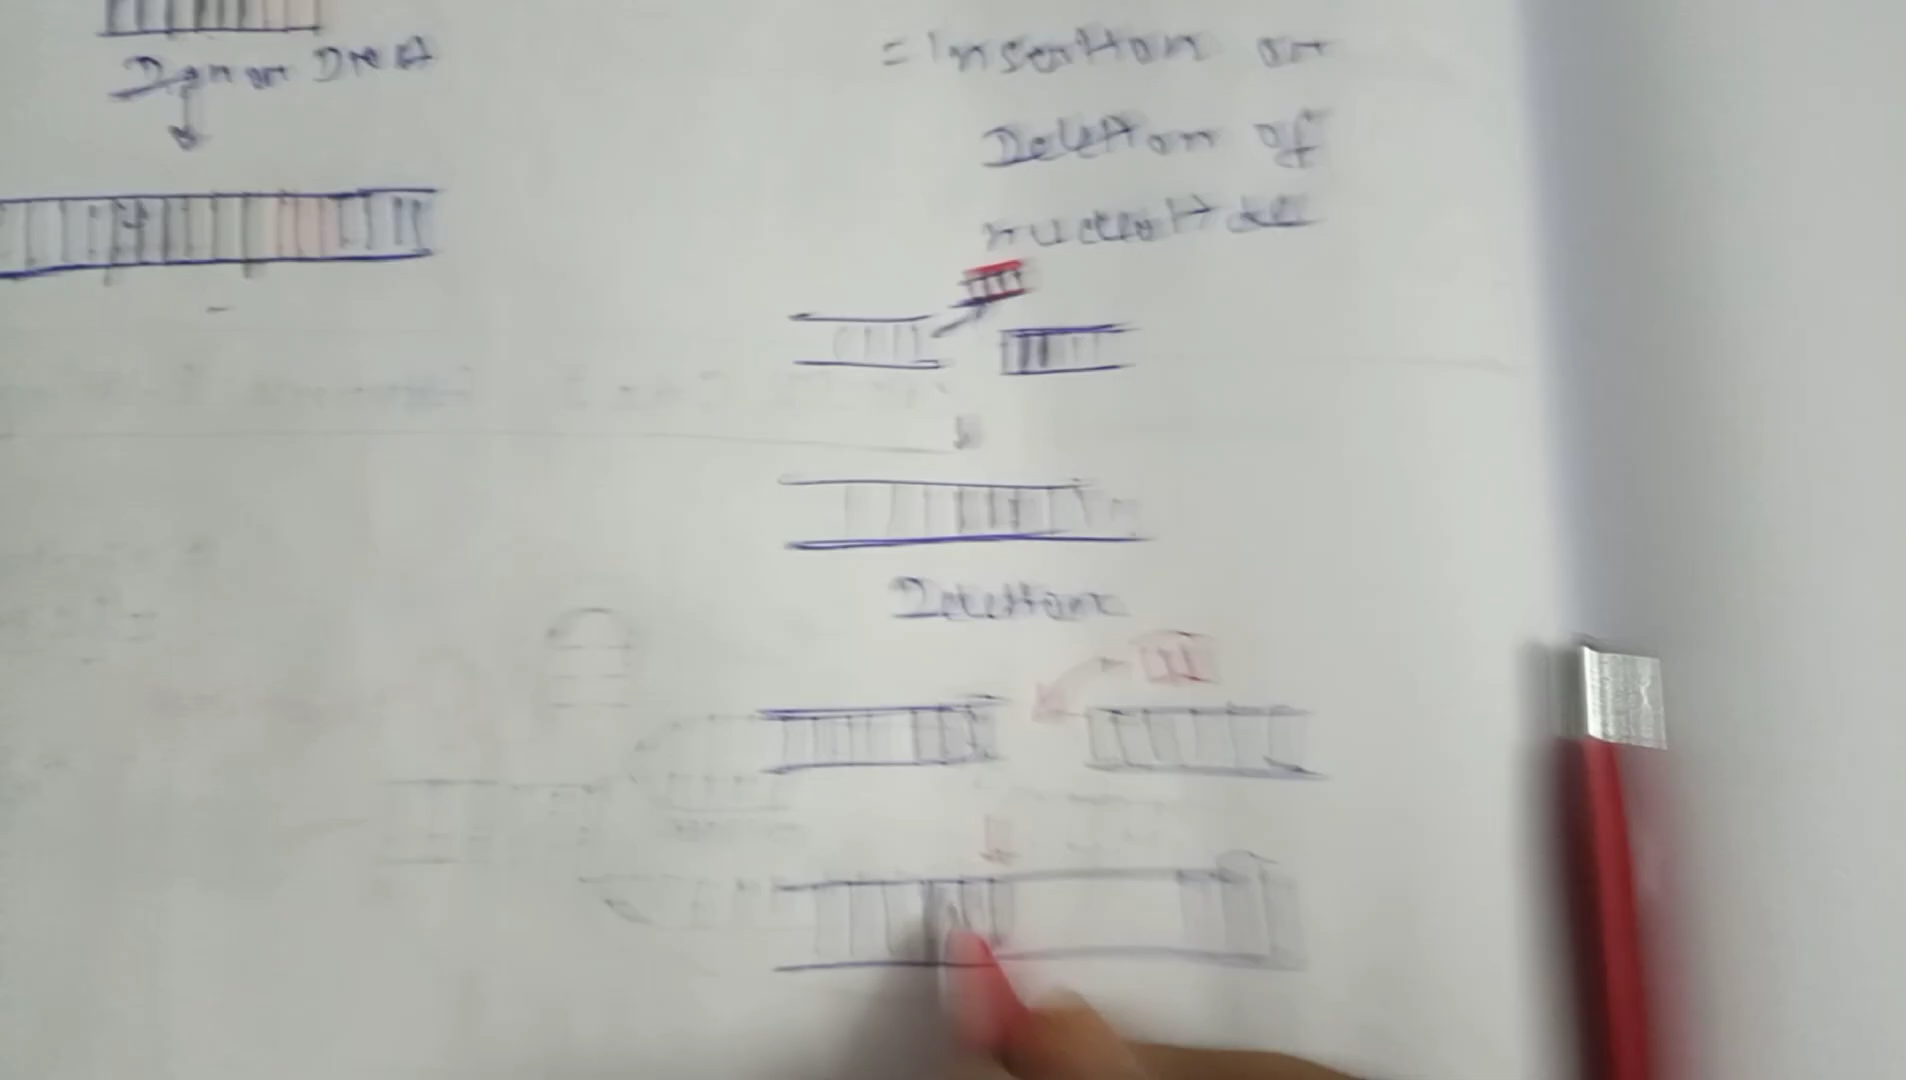 Donor DNA
= Insertion or
Deletion of
nucleotide
Deletion